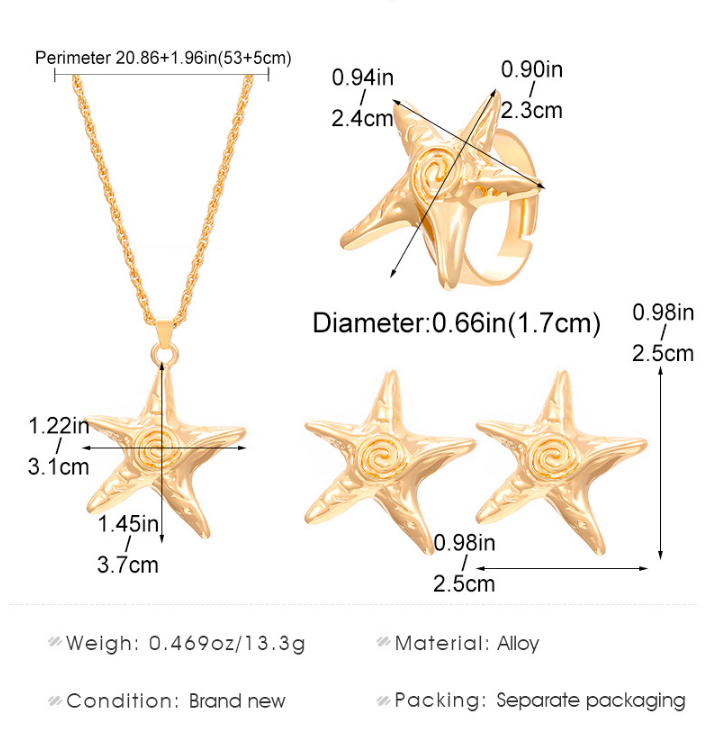 Perimeter 20.86+1.96in(53+5cm)
0.94in
/
2.4cm
0.90in
/
2.3cm
Diameter:0.66in(1.7cm)
0.98in
/
2.5cm
1.22in
/
3.1cm
1.45in
/
3.7cm
0.98in
/
2.5cm
Weigh: 0.469oz/13.3g
Material: Alloy
Condition: Brand new
Packing: Separate packaging